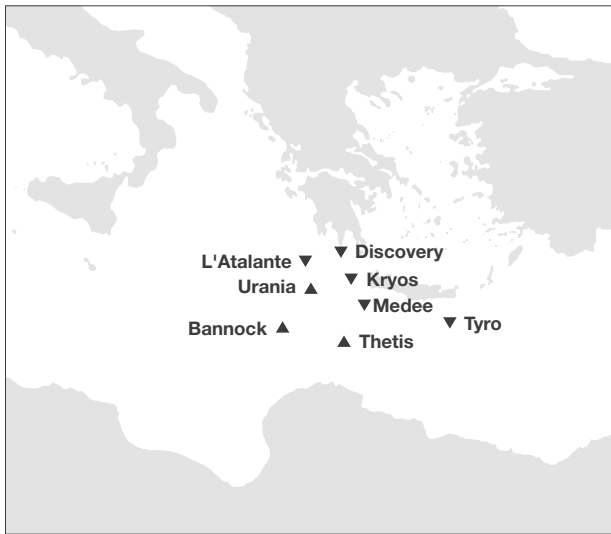 Discovery
L'Atalante
Kryos
Urania
Medee
Tyro
Bannock
Thetis